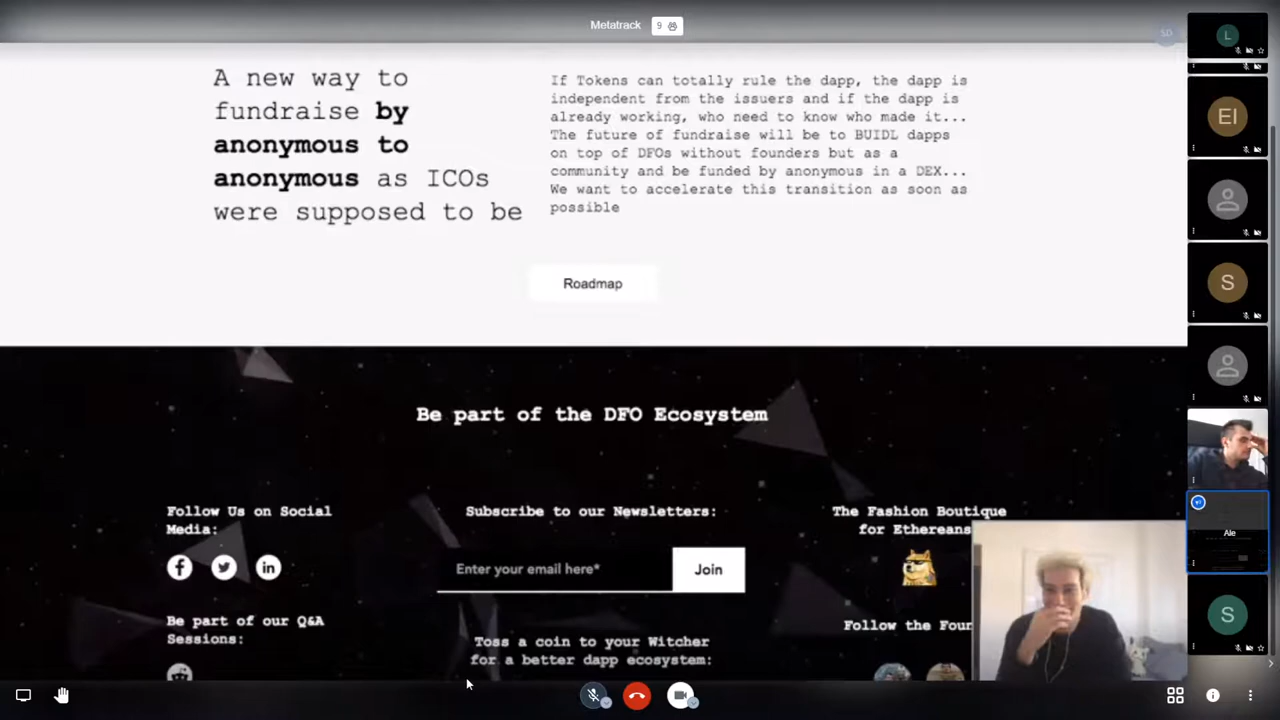 Metatrack
9
SD
L
A new way to
fundraise by
anonymous to
anonymous as ICOs
were supposed to be
If Tokens can totally rule the dapp, the dapp is
independent from the issuers and if the dapp is
already working, who need to know who made it...
The future of fundraise will be to BUIDL dapps
on top of DFOs without founders but as a
community and be funded by anonymous in a DEX...
We want to accelerate this transition as soon as
possible
Roadmap
EI
S
Be part of the DFO Ecosystem
Follow Us on Social
Media:
Subscribe to our Newsletters:
Enter your email here*
Join
The Fashion Boutique
for Ethereans
Be part of our Q&A
Sessions:
Toss a coin to your Witcher
for a better dapp ecosystem:
Follow the Foun
Ale
S